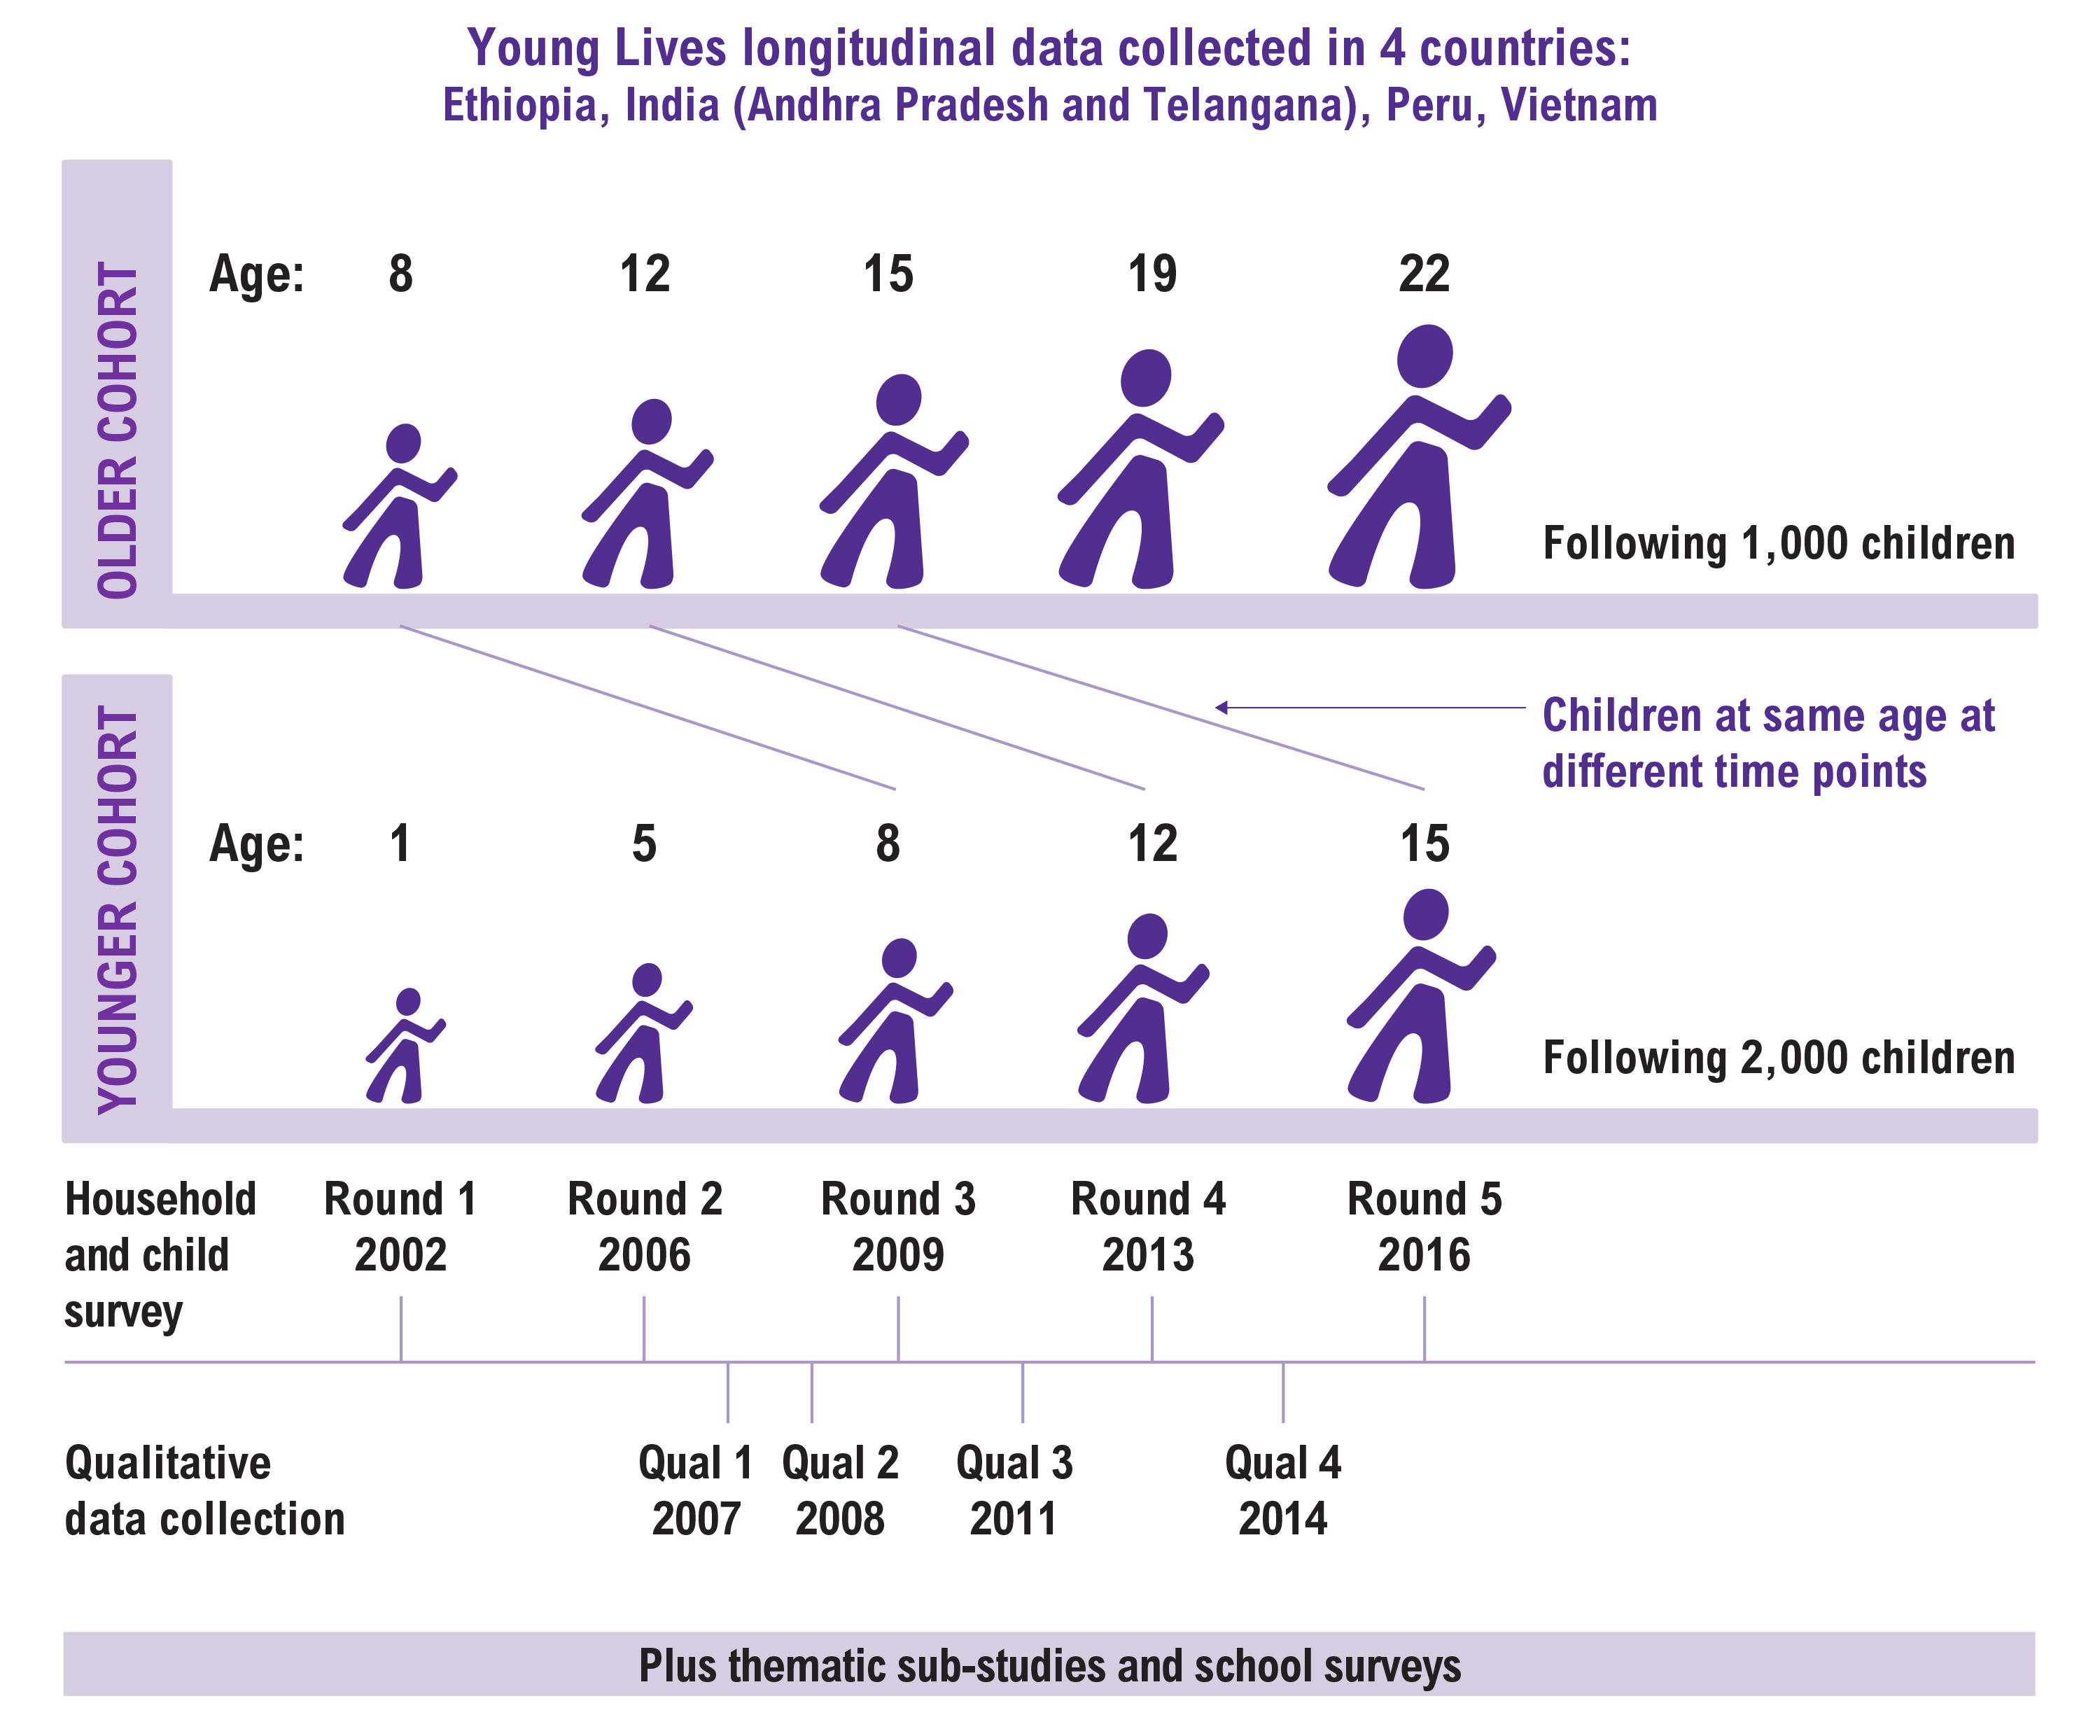 Young Lives longitudinal data collected in 4 countries:
Ethiopia, India (Andhra Pradesh and Telangana), Peru, Vietnam
OLDER COHORT
Age: 8 12 15 19 22
Following 1,000 children
Children at same age at
different time points
YOUNGER COHORT
Age: 1 5 8 12 15
Following 2,000 children
Household
and child
survey
Round 1
2002
Round 2
2006
Round 3
2009
Round 4
2013
Round 5
2016
Qualitative
data collection
Qual 1
2007
Qual 2
2008
Qual 3
2011
Qual 4
2014
Plus thematic sub-studies and school surveys